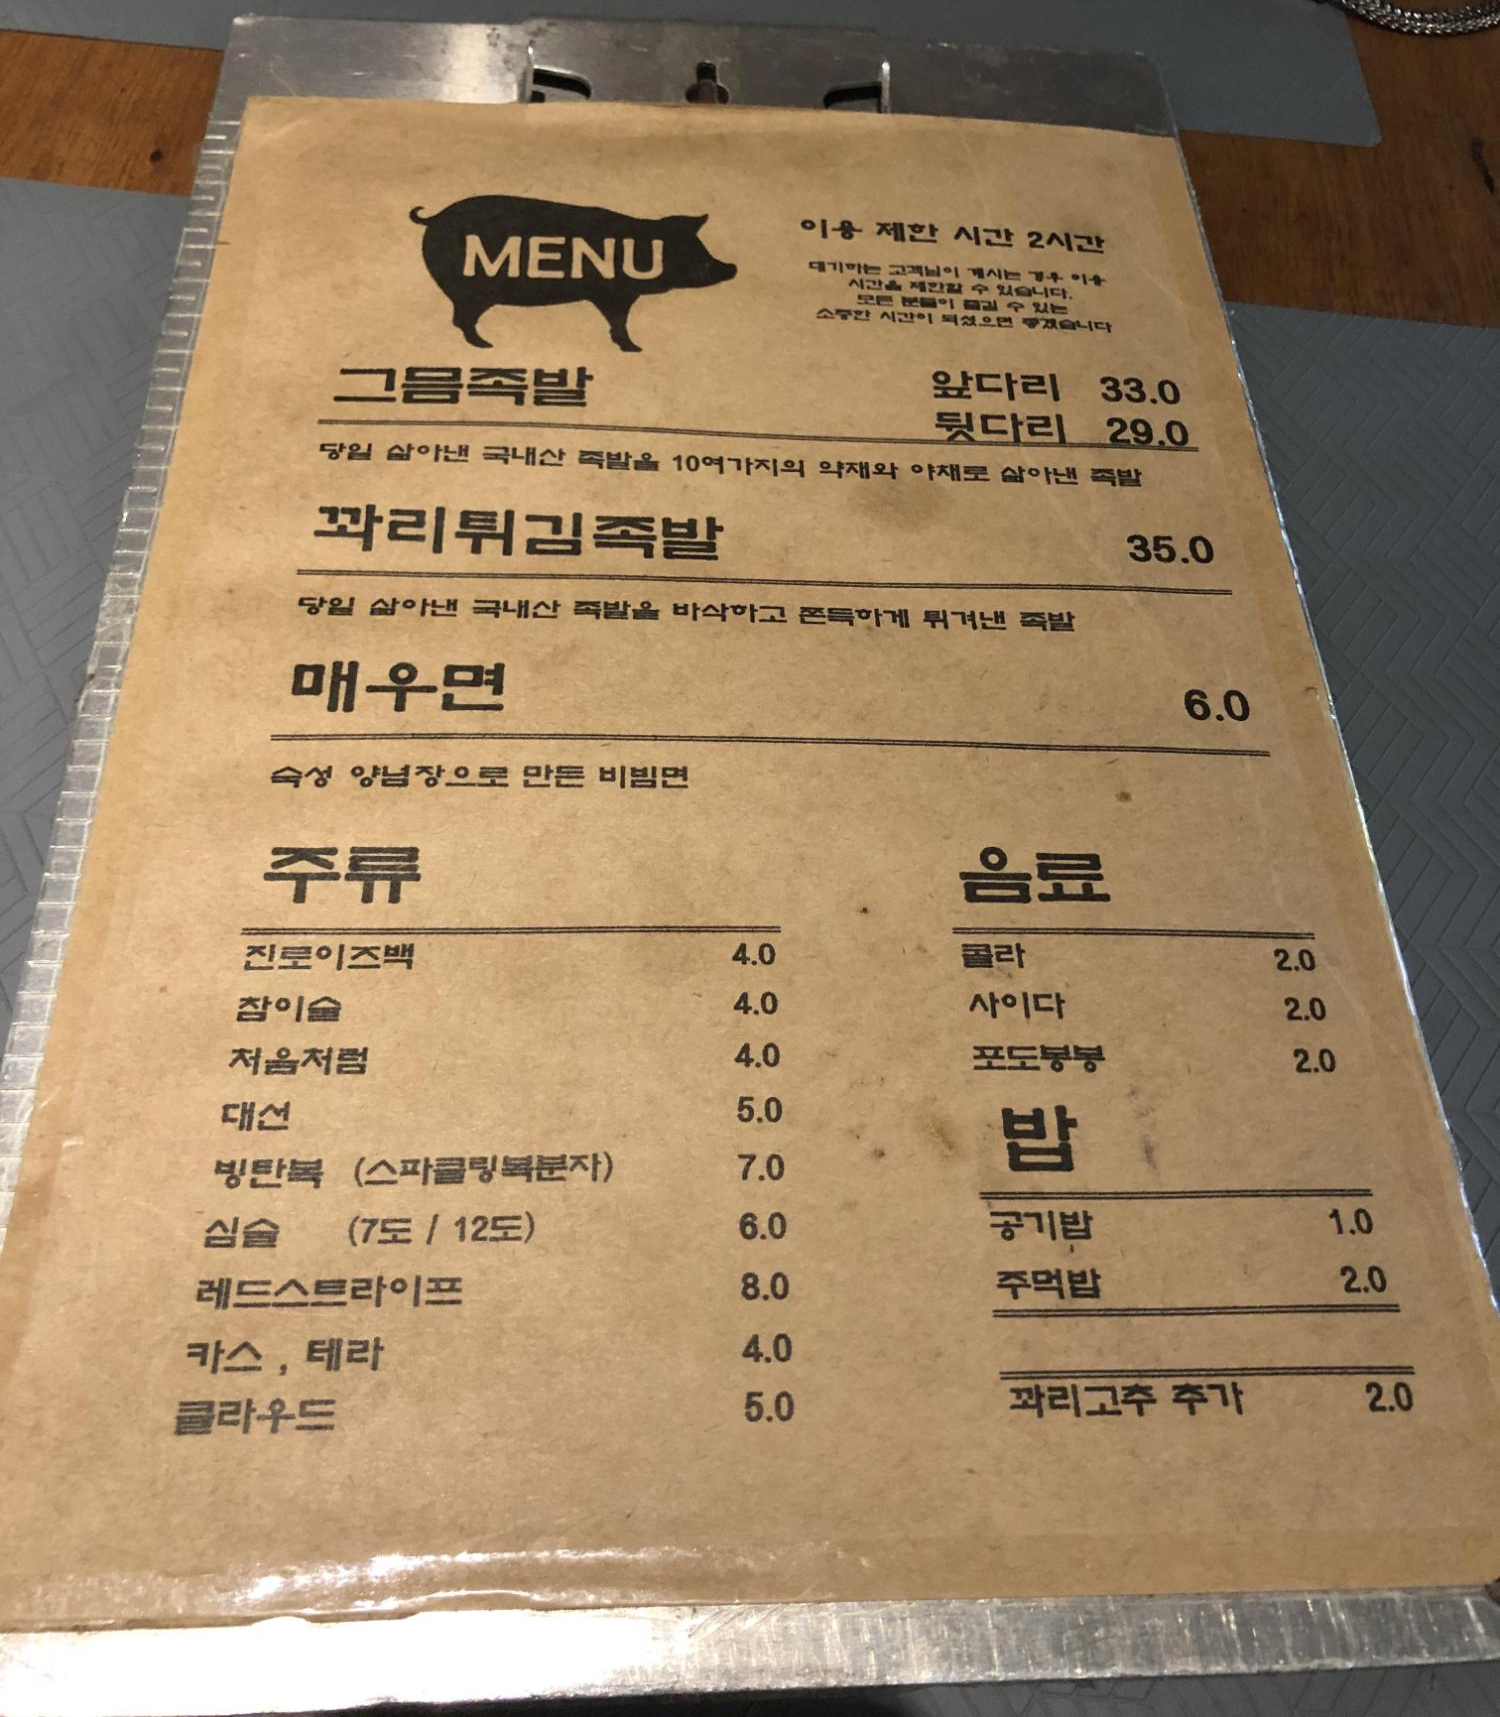 MENU
이용 제한 시간 2시간
대기하는 고객님이 계시는 경우 이용
시간을 제한할 수 있습니다.
모든 분들이 즐길 수 있는
소중한 시간이 되셨으면 좋겠습니다
그믐족발 앞다리 33.0
뒷다리 29.0
당일 삶아낸 국내산 족발을 10여가지의 약재와 야채로 삶아낸 족발
꽈리튀김족발 35.0
당일 삶아낸 국내산 족발을 바삭하고 쫀득하게 튀겨낸 족발
매우면 6.0
숙성 양념장으로 만든 비빔면
주류
진로이즈백 4.0
참이슬 4.0
처음처럼 4.0
대선 5.0
빙탄복 (스파클링복분자) 7.0
심술 (7도 / 12도) 6.0
레드스트라이프 8.0
카스 , 테라 4.0
클라우드 5.0
음료
콜라 2.0
사이다 2.0
포도봉봉 2.0
밥
공기밥 1.0
주먹밥 2.0
꽈리고추 추가 2.0